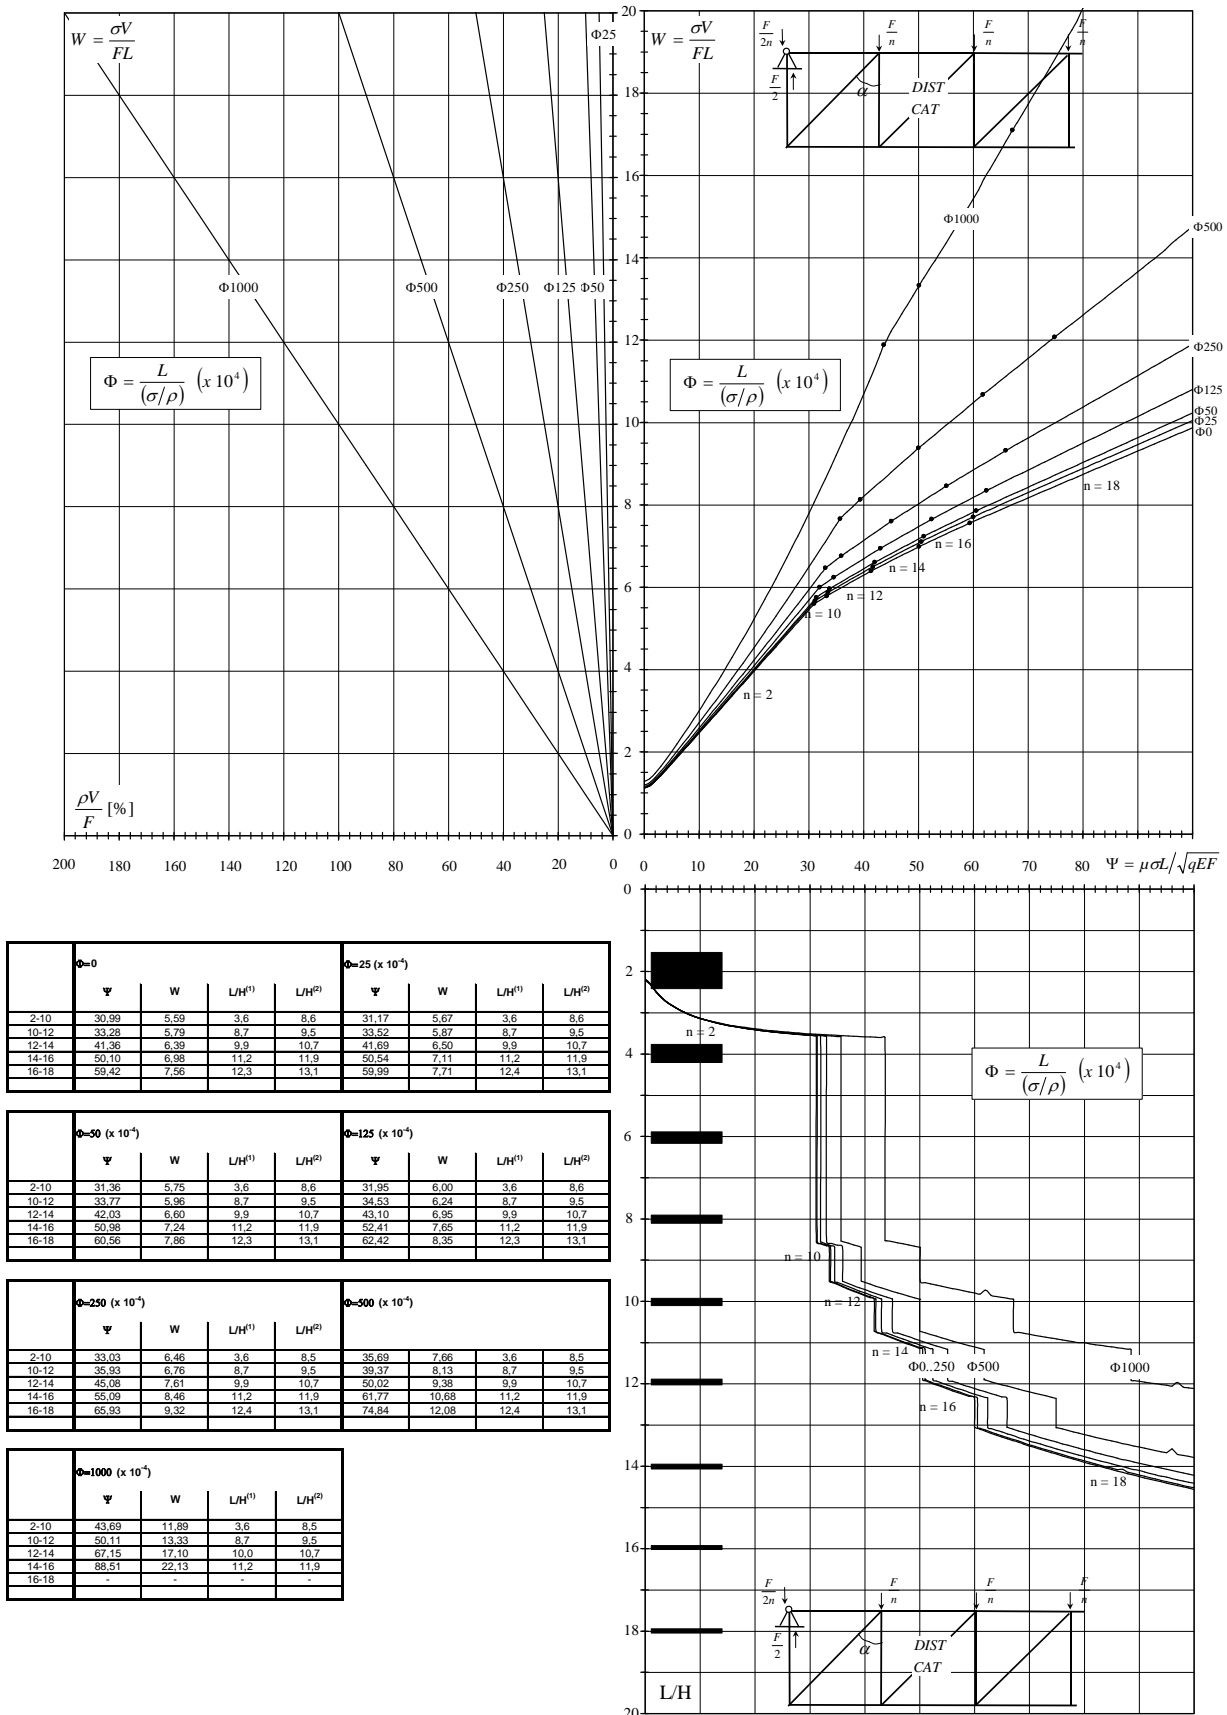 W = σV/FL
Φ25
Φ1000
Φ500
Φ250
Φ125
Φ50
Φ = L/(σ/ρ) (x 10⁴)
ρV/F [%]
200 180 160 140 120 100 80 60 40 20 0
20
18
16
14
12
10
8
6
4
2
0
W = σV/FL
F/2n
F/n
F/n
F/n
F/2
α
DIST
CAT
Φ1000
Φ500
Φ = L/(σ/ρ) (x 10⁴)
Φ250
Φ125
Φ50
Φ25
Φ0
n = 18
n = 16
n = 14
n = 12
n = 10
n = 2
0 10 20 30 40 50 60 80 Ψ = μσL/√qEF
0
2
4
6
8
10
12
14
16
18
20
n = 2
Φ = L/(σ/ρ) (x 10⁴)
n = 10
n = 12
n = 14
Φ0..250 Φ500 Φ1000
n = 16
n = 18
F/2n
F/n
F/n
F/n
F/2
α
DIST
CAT
L/H
Φ=0 Φ=25 (x 10⁻⁴)
Ψ W L/H⁽¹⁾ L/H⁽²⁾ Ψ W L/H⁽¹⁾ L/H⁽²⁾
2-10 30,99 5,59 3,6 8,6 31,17 5,67 3,6 8,6
10-12 33,28 5,79 8,7 9,5 33,52 5,87 8,7 9,5
12-14 41,36 6,39 9,9 10,7 41,69 6,50 9,9 10,7
14-16 50,10 6,98 11,2 11,9 50,54 7,11 11,2 11,9
16-18 59,42 7,56 12,3 13,1 59,99 7,71 12,4 13,1
Φ=50 (x 10⁻⁴) Φ=125 (x 10⁻⁴)
Ψ W L/H⁽¹⁾ L/H⁽²⁾ Ψ W L/H⁽¹⁾ L/H⁽²⁾
2-10 31,36 5,75 3,6 8,6 31,95 6,00 3,6 8,6
10-12 33,77 5,96 8,7 9,5 34,53 6,24 8,7 9,5
12-14 42,03 6,60 9,9 10,7 43,10 6,95 9,9 10,7
14-16 50,98 7,24 11,2 11,9 52,41 7,65 11,2 11,9
16-18 60,56 7,86 12,3 13,1 62,42 8,35 12,3 13,1
Φ=250 (x 10⁻⁴) Φ=500 (x 10⁻⁴)
Ψ W L/H⁽¹⁾ L/H⁽²⁾
2-10 33,03 6,46 3,6 8,5 35,69 7,66 3,6 8,5
10-12 35,93 6,76 8,7 9,5 39,37 8,13 8,7 9,5
12-14 45,08 7,61 9,9 10,7 50,02 9,38 9,9 10,7
14-16 55,09 8,46 11,2 11,9 61,77 10,68 11,2 11,9
16-18 65,93 9,32 12,4 13,1 74,84 12,08 12,4 13,1
Φ=1000 (x 10⁻⁴)
Ψ W L/H⁽¹⁾ L/H⁽²⁾
2-10 43,69 11,89 3,6 8,5
10-12 50,11 13,33 8,7 9,5
12-14 67,15 17,10 10,0 10,7
14-16 88,51 22,13 11,2 11,9
16-18 - - - -